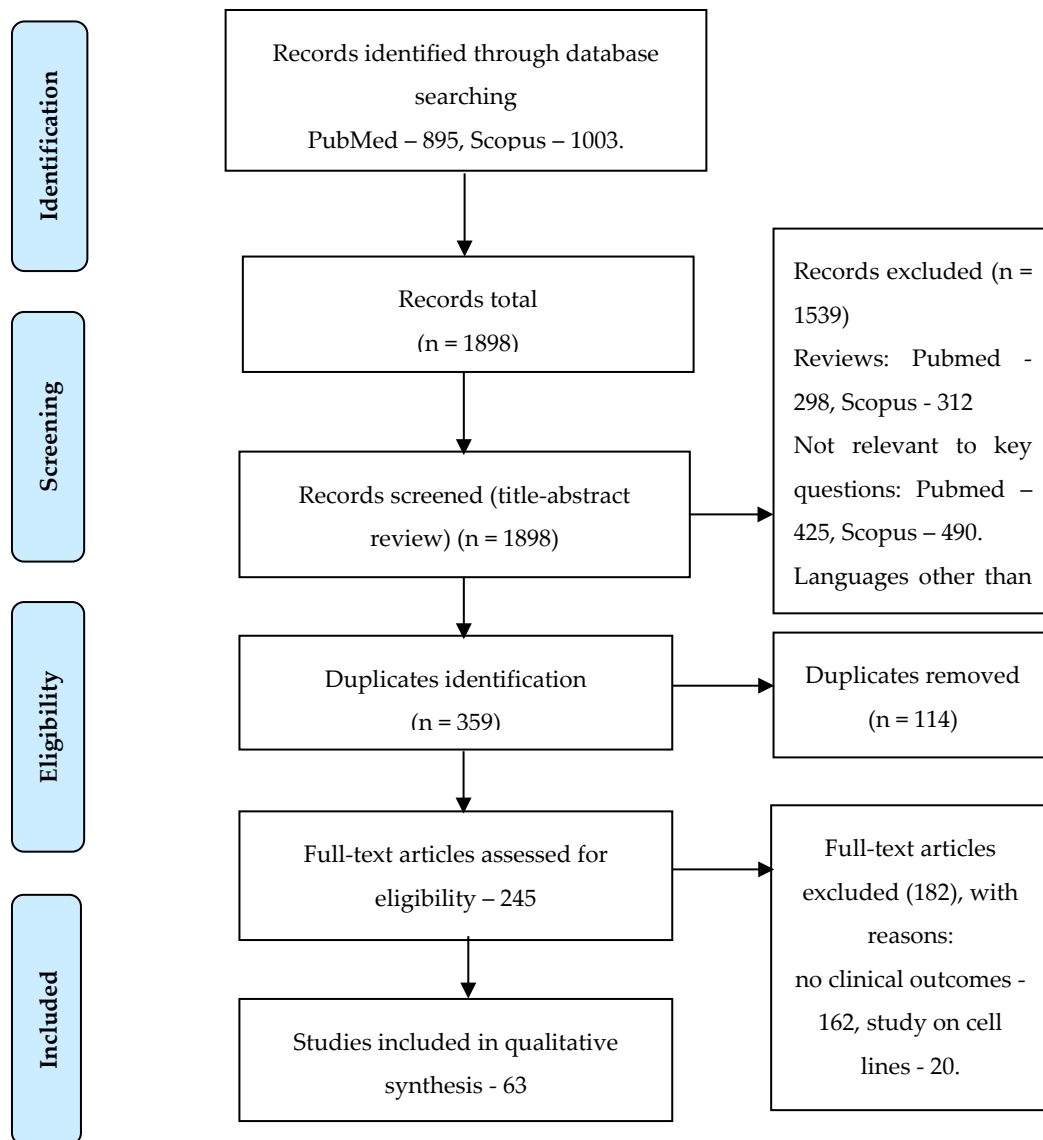 Identification
Records identified through database
searching
PubMed – 895, Scopus – 1003.
Records total
(n = 1898)
Screening
Records screened (title-abstract
review) (n = 1898)
Records excluded (n =
1539)
Reviews: Pubmed -
298, Scopus - 312
Not relevant to key
questions: Pubmed –
425, Scopus – 490.
Languages other than
Eligibility
Duplicates identification
(n = 359)
Duplicates removed
(n = 114)
Full-text articles assessed for
eligibility – 245
Full-text articles
excluded (182), with
reasons:
no clinical outcomes -
162, study on cell
lines - 20.
Included
Studies included in qualitative
synthesis - 63